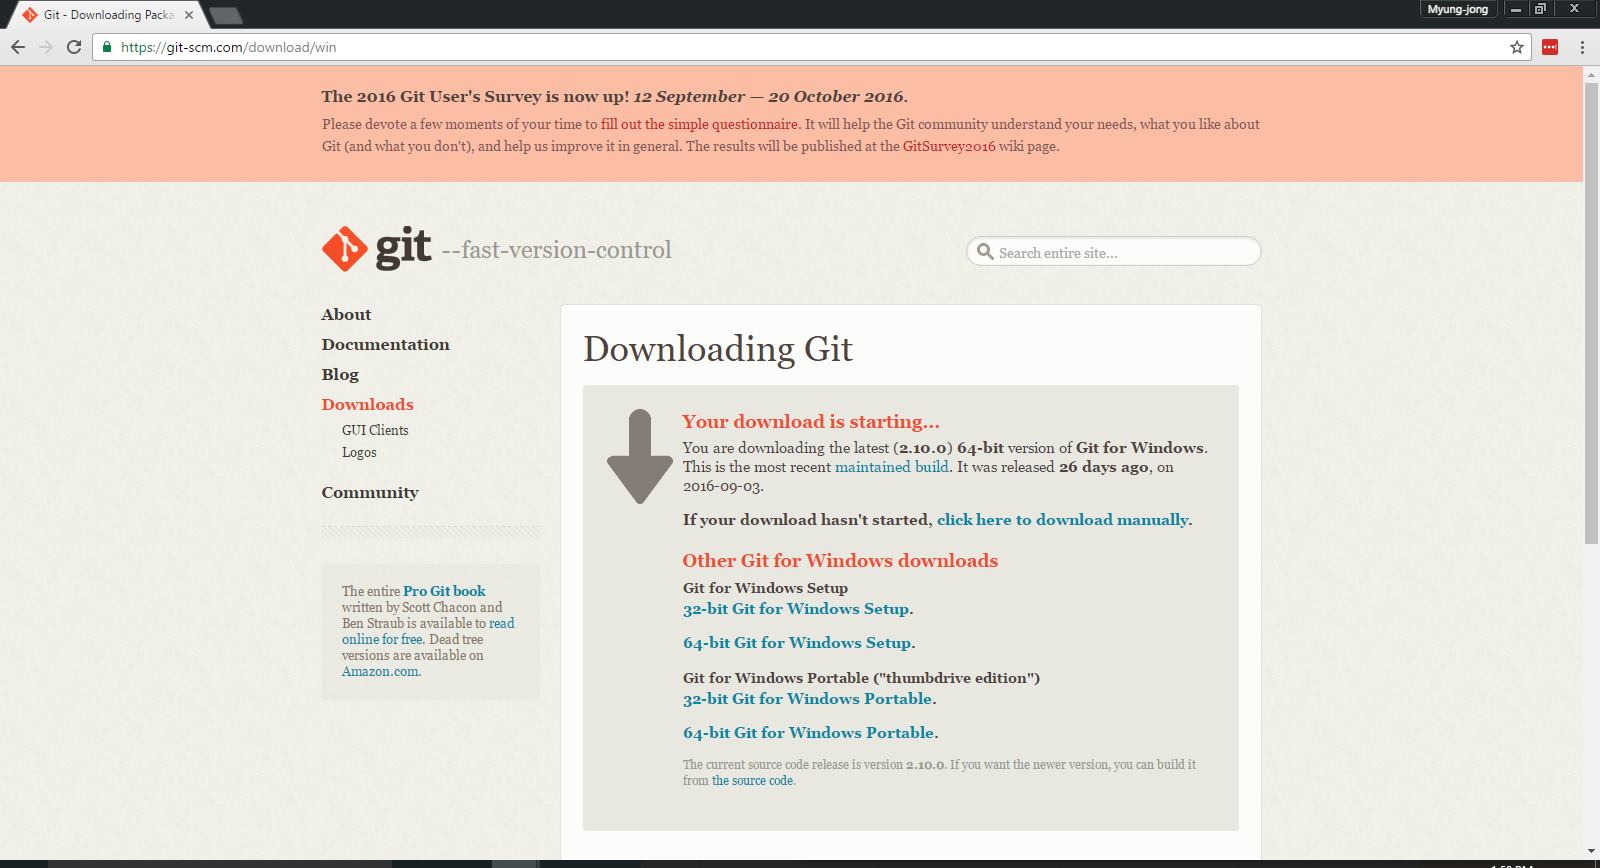 Git - Downloading Packa
Myung-jong
https://git-scm.com/download/win
The 2016 Git User's Survey is now up! 12 September — 20 October 2016.
Please devote a few moments of your time to fill out the simple questionnaire. It will help the Git community understand your needs, what you like about
Git (and what you don't), and help us improve it in general. The results will be published at the GitSurvey2016 wiki page.
git --fast-version-control
Search entire site...
About
Documentation
Blog
Downloads
GUI Clients
Logos
Community
The entire Pro Git book
written by Scott Chacon and
Ben Straub is available to read
online for free. Dead tree
versions are available on
Amazon.com.
Downloading Git
Your download is starting...
You are downloading the latest (2.10.0) 64-bit version of Git for Windows.
This is the most recent maintained build. It was released 26 days ago, on
2016-09-03.
If your download hasn't started, click here to download manually.
Other Git for Windows downloads
Git for Windows Setup
32-bit Git for Windows Setup.
64-bit Git for Windows Setup.
Git for Windows Portable ("thumbdrive edition")
32-bit Git for Windows Portable.
64-bit Git for Windows Portable.
The current source code release is version 2.10.0. If you want the newer version, you can build it
from the source code.